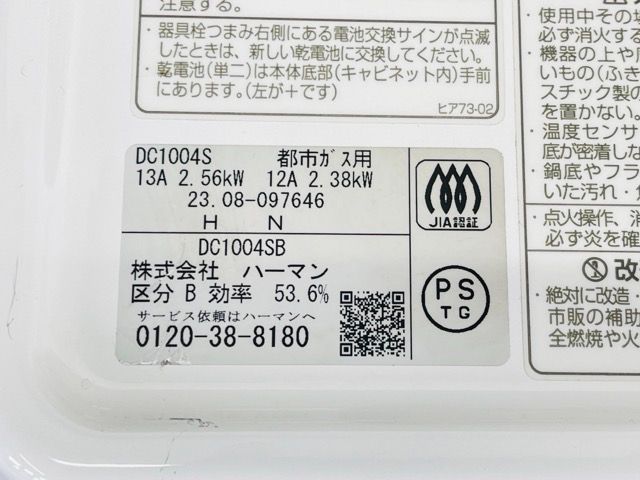 注意する。
・器具栓つまみ右側にある電池交換サインが点滅
したときは、新しい乾電池に交換してください。
・乾電池(単二)は本体底部(キャビネット内)手前
にあります。(左が+です)
ヒア73-02
DC1004S 都市ガス用
13A 2.56kW 12A 2.38kW
23.08-097646
H N
DC1004SB
株式会社 ハーマン
区分 B 効率 53.6%
サービス依頼はハーマンへ
0120-38-8180
JIA認証
PS
TG
・使用中その
必ず消火する
・機器の上や
いもの(ふき
スチック製の
を置かない。
・温度センサ
底が密着した
・鍋底やフラ
いた汚れ・
・点火操作、消
必ず炎を確
改
・絶対に改造
市販の補助
全燃焼や火